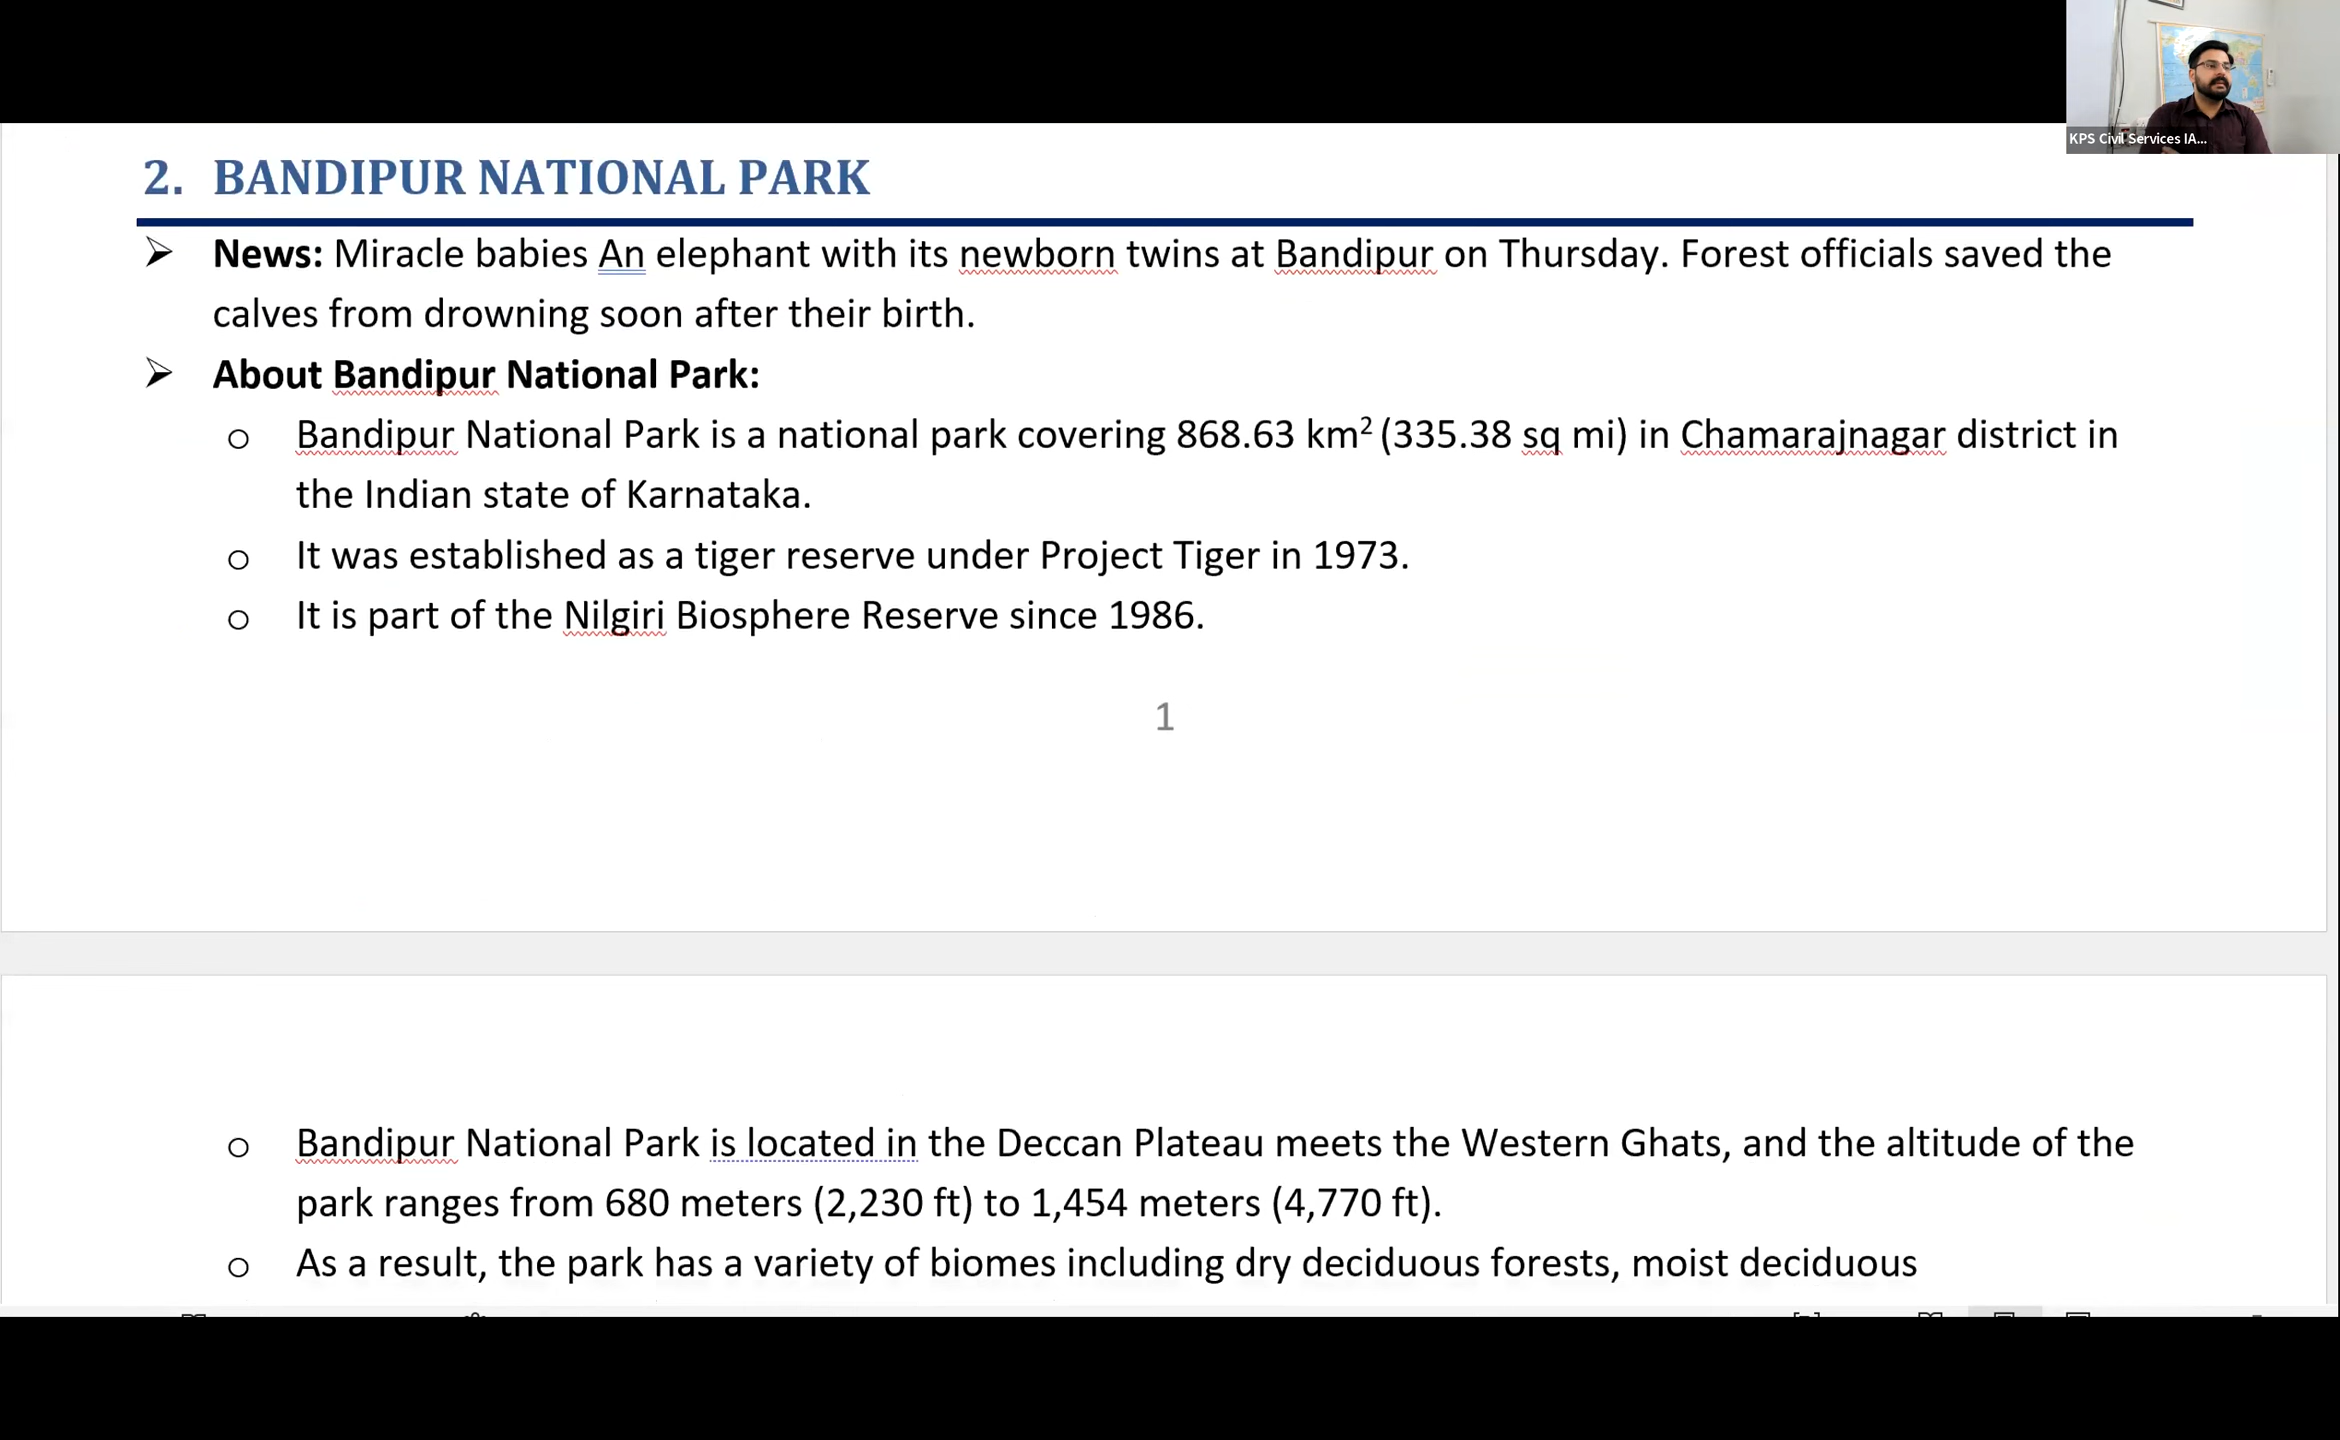 KPS Civil Services IA...
2. BANDIPUR NATIONAL PARK
➢ News: Miracle babies An elephant with its newborn twins at Bandipur on Thursday. Forest officials saved the
calves from drowning soon after their birth.
➢ About Bandipur National Park:
o Bandipur National Park is a national park covering 868.63 km² (335.38 sq mi) in Chamarajnagar district in
the Indian state of Karnataka.
o It was established as a tiger reserve under Project Tiger in 1973.
o It is part of the Nilgiri Biosphere Reserve since 1986.
1
o Bandipur National Park is located in the Deccan Plateau meets the Western Ghats, and the altitude of the
park ranges from 680 meters (2,230 ft) to 1,454 meters (4,770 ft).
o As a result, the park has a variety of biomes including dry deciduous forests, moist deciduous